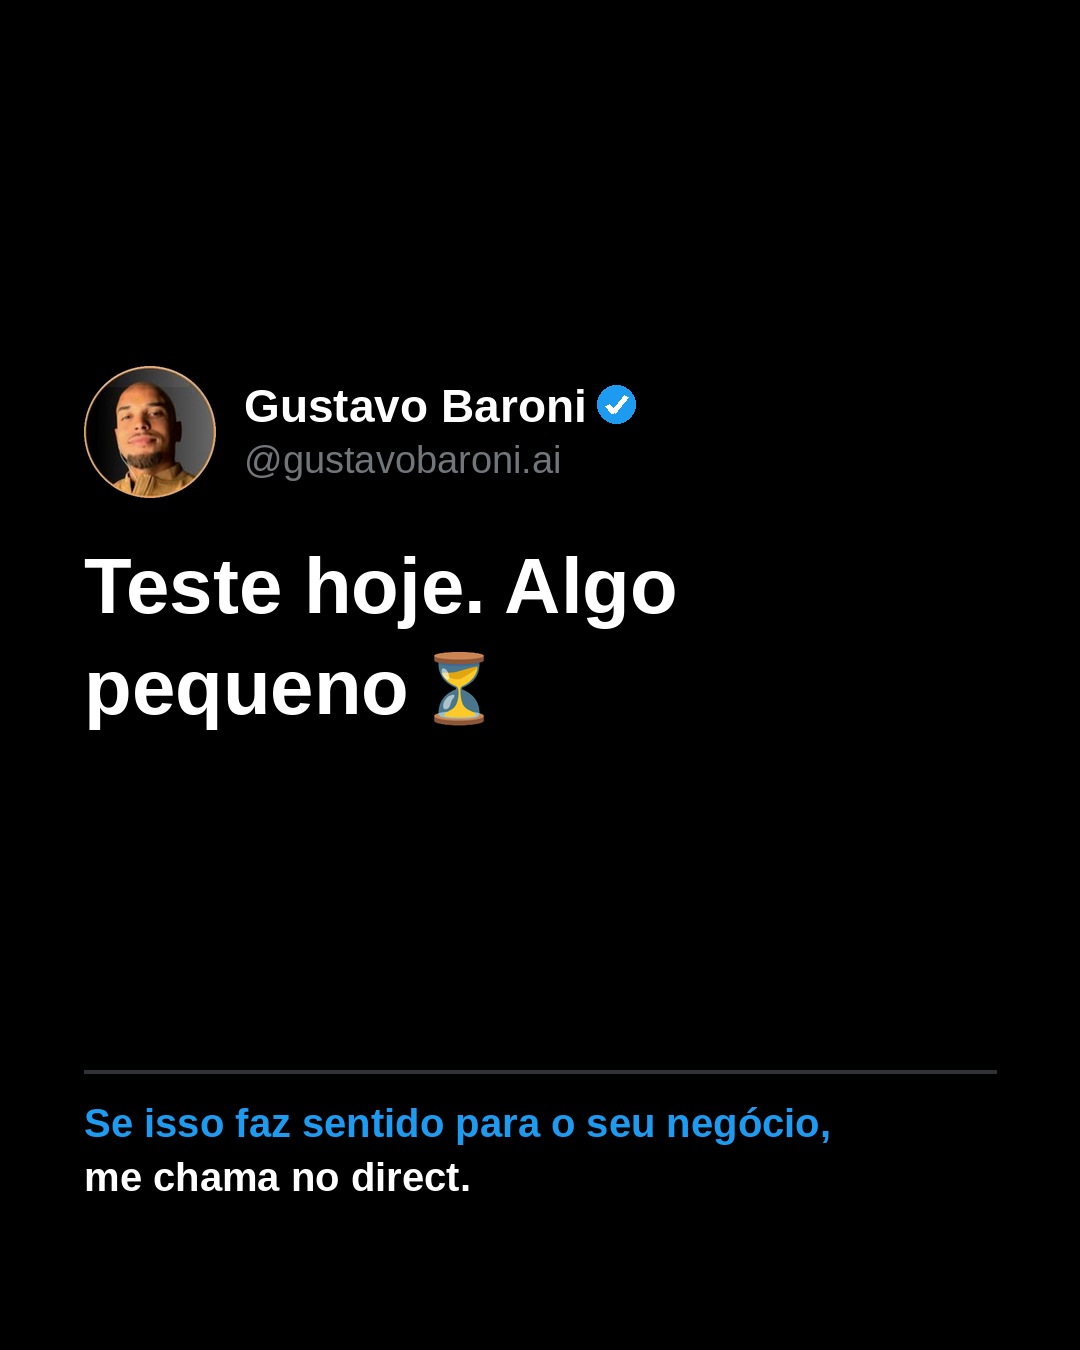 Gustavo Baroni
@gustavobaroni.ai
Teste hoje. Algo
pequeno ⏳
Se isso faz sentido para o seu negócio,
me chama no direct.